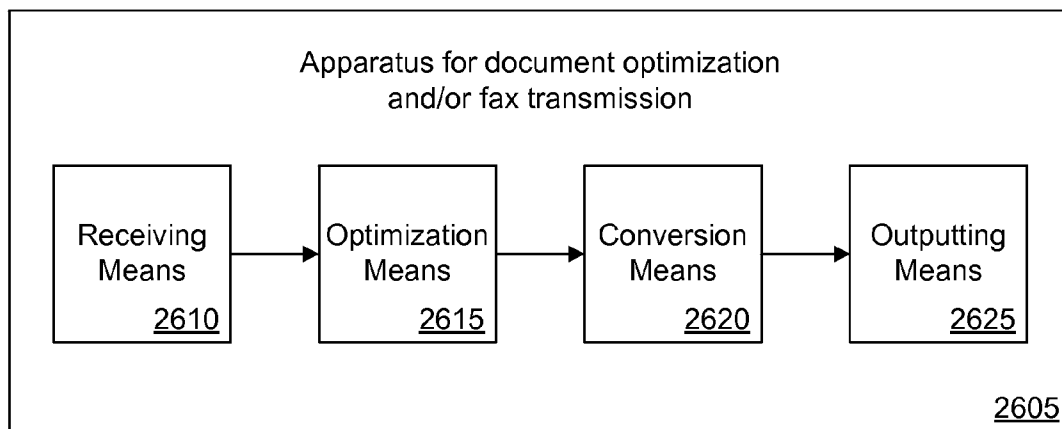 Apparatus for document optimization
and/or fax transmission
Receiving
Means
2610
Optimization
Means
2615
Conversion
Means
2620
Outputting
Means
2625
2605